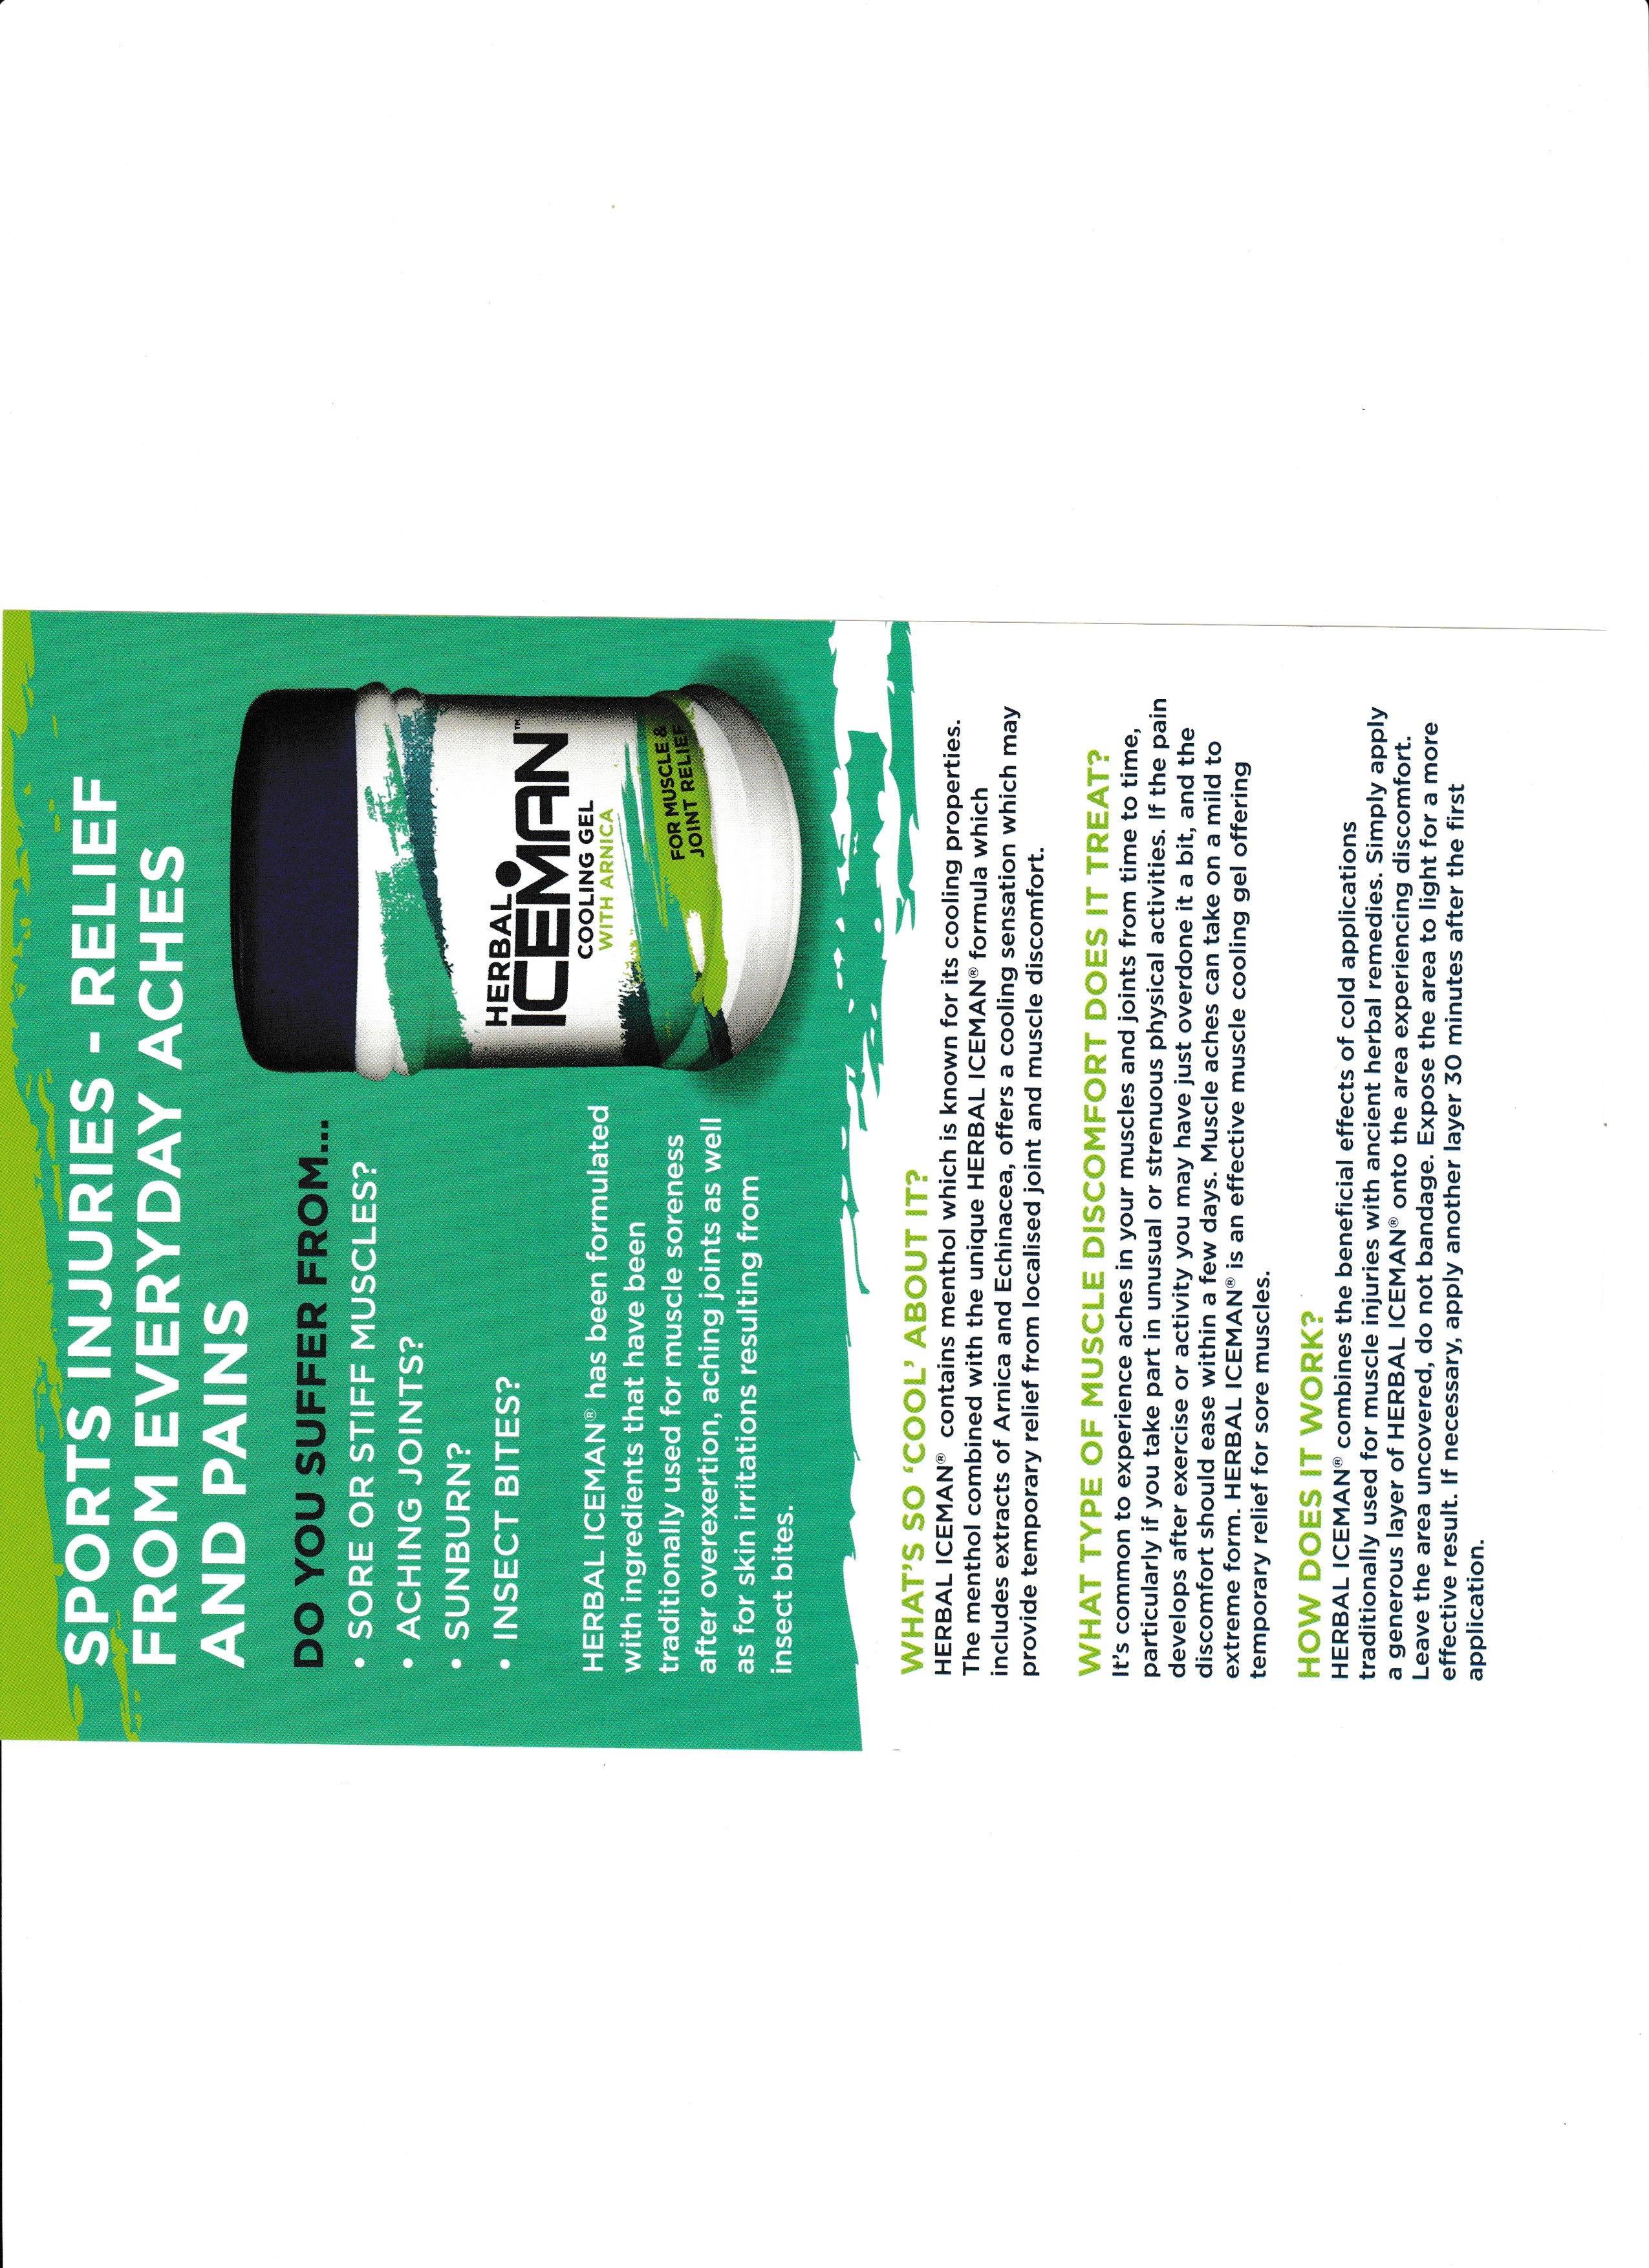 SPORTS INJURIES - RELIEF
FROM EVERYDAY ACHES
AND PAINS
DO YOU SUFFER FROM...
• SORE OR STIFF MUSCLES?
• ACHING JOINTS?
• SUNBURN?
• INSECT BITES?
HERBAL ICEMAN® has been formulated
with ingredients that have been
traditionally used for muscle soreness
after overexertion, aching joints as well
as for skin irritations resulting from
insect bites.
HERBAL
ICEMAN™
COOLING GEL
WITH ARNICA
FOR MUSCLE &
JOINT RELIEF
WHAT'S SO 'COOL' ABOUT IT?
HERBAL ICEMAN® contains menthol which is known for its cooling properties.
The menthol combined with the unique HERBAL ICEMAN® formula which
includes extracts of Arnica and Echinacea, offers a cooling sensation which may
provide temporary relief from localised joint and muscle discomfort.
WHAT TYPE OF MUSCLE DISCOMFORT DOES IT TREAT?
It's common to experience aches in your muscles and joints from time to time,
particularly if you take part in unusual or strenuous physical activities. If the pain
develops after exercise or activity you may have just overdone it a bit, and the
discomfort should ease within a few days. Muscle aches can take on a mild to
extreme form. HERBAL ICEMAN® is an effective muscle cooling gel offering
temporary relief for sore muscles.
HOW DOES IT WORK?
HERBAL ICEMAN® combines the beneficial effects of cold applications
traditionally used for muscle injuries with ancient herbal remedies. Simply apply
a generous layer of HERBAL ICEMAN® onto the area experiencing discomfort.
Leave the area uncovered, do not bandage. Expose the area to light for a more
effective result. If necessary, apply another layer 30 minutes after the first
application.